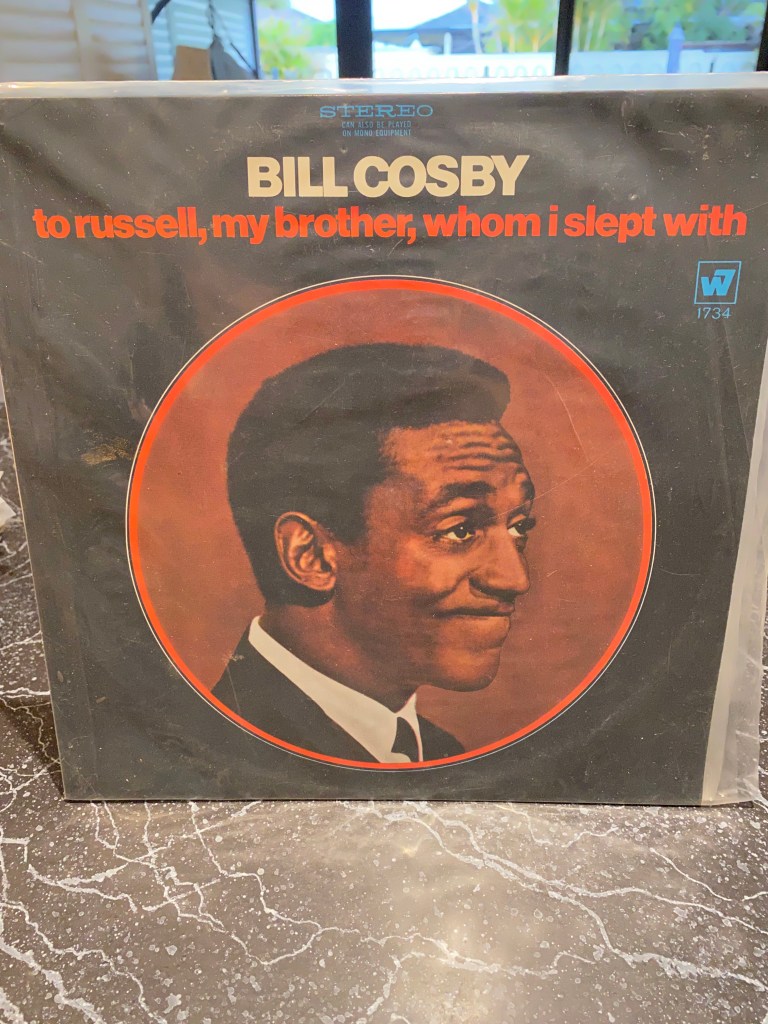 STEREO
CAN ALSO BE PLAYED
ON MONO EQUIPMENT
BILL COSBY
to russell, my brother, whom i slept with
W7
1734